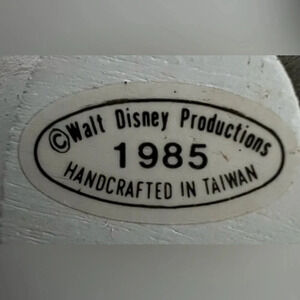 ©Walt Disney Productions
1985
HANDCRAFTED IN TAIWAN